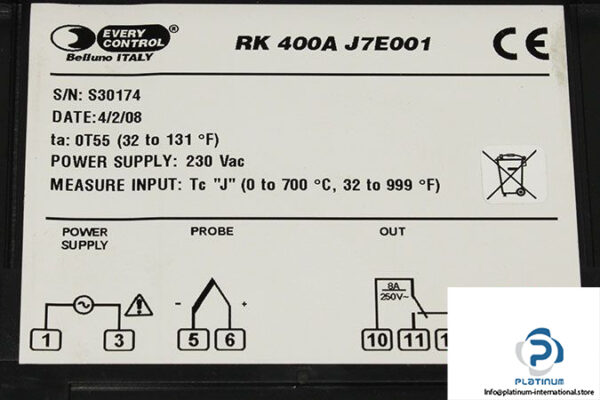 EVERY CONTROL ®
Belluno ITALY
RK 400A J7E001
CE
S/N: S30174
DATE:4/2/08
ta: 0T55 (32 to 131 °F)
POWER SUPPLY: 230 Vac
MEASURE INPUT: Tc "J" (0 to 700 °C, 32 to 999 °F)
POWER SUPPLY
PROBE
OUT
8A
250V~
- +
1 3 5 6 10 11
PLATINUM
Info@platinum-international.store